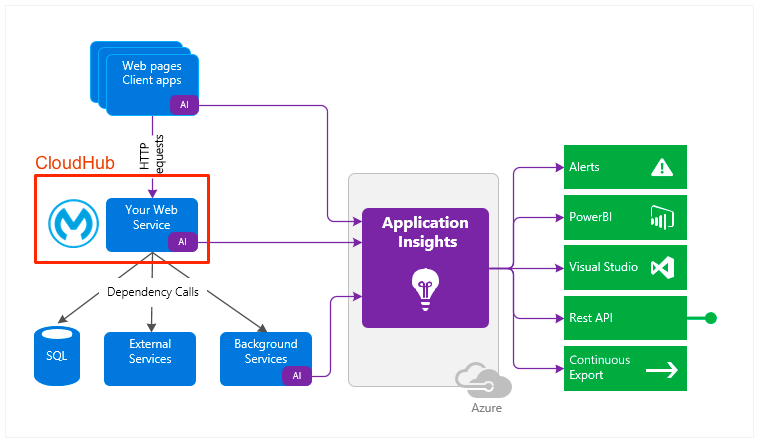 Web pages
Client apps
AI
HTTP
equests
CloudHub
Your Web
Service
AI
Dependency Calls
SQL
External
Services
Background
Services
AI
Application
Insights
Azure
Alerts
PowerBI
Visual Studio
Rest API
Continuous
Export